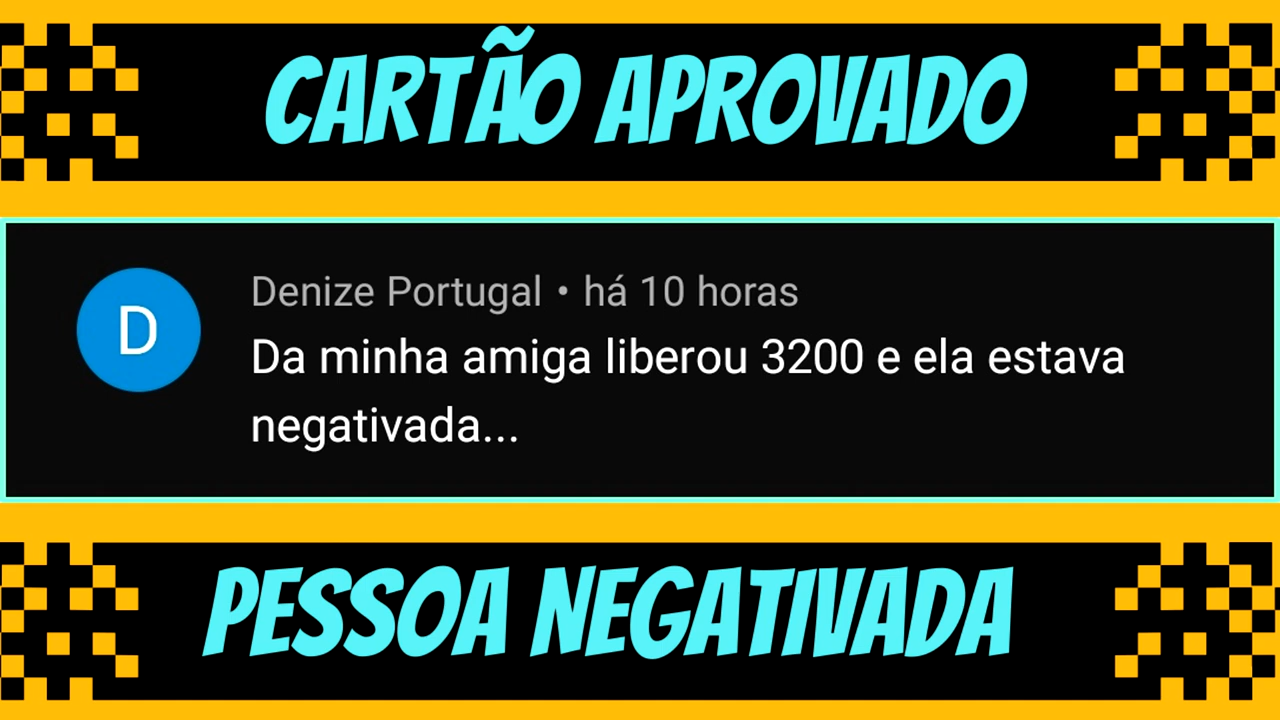 CARTÃO APROVADO
Denize Portugal • há 10 horas
Da minha amiga liberou 3200 e ela estava
negativada...
PESSOA NEGATIVADA
D